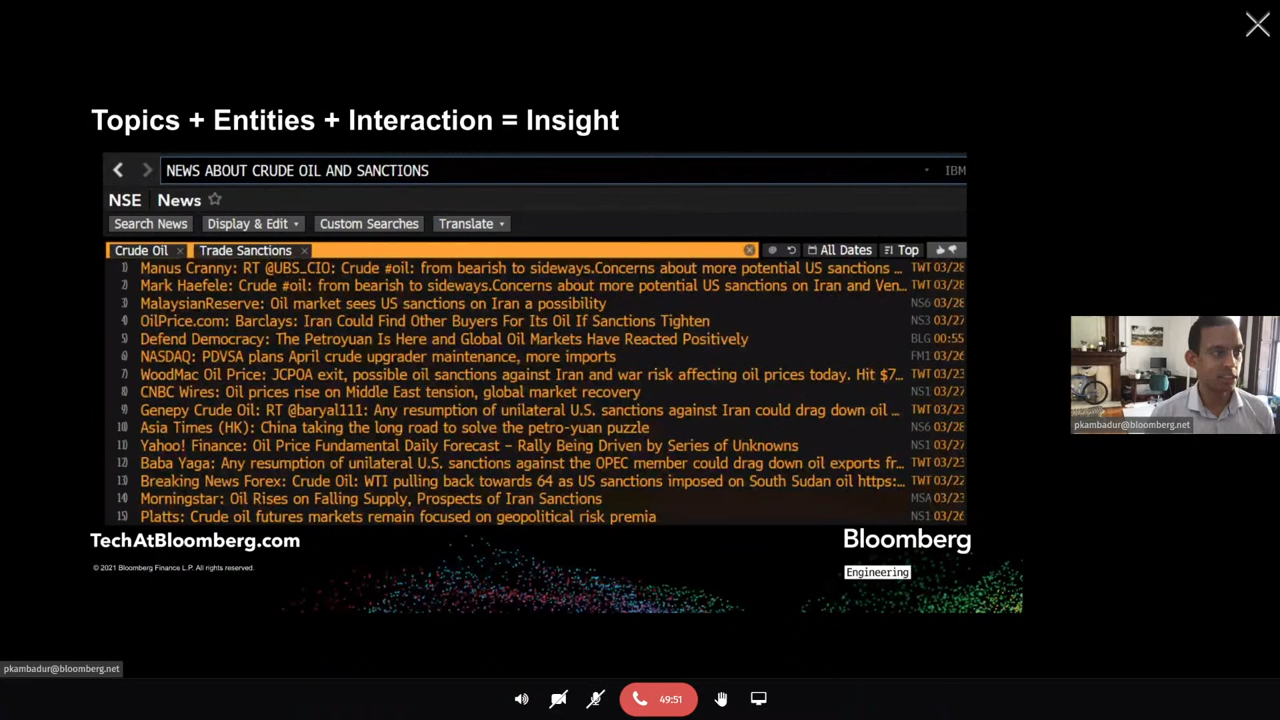 Topics + Entities + Interaction = Insight
NEWS ABOUT CRUDE OIL AND SANCTIONS
IBM
NSE News
Search News Display & Edit Custom Searches Translate
Crude Oil × Trade Sanctions × All Dates Top
1) Manus Cranny: RT @UBS_CIO: Crude #oil: from bearish to sideways.Concerns about more potential US sanctions ... TWT 03/28
2) Mark Haefele: Crude #oil: from bearish to sideways.Concerns about more potential US sanctions on Iran and Ven... TWT 03/28
3) MalaysianReserve: Oil market sees US sanctions on Iran a possibility NS6 03/28
4) OilPrice.com: Barclays: Iran Could Find Other Buyers For Its Oil If Sanctions Tighten NS3 03/27
5) Defend Democracy: The Petroyuan Is Here and Global Oil Markets Have Reacted Positively BLG 00:55
6) NASDAQ: PDVSA plans April crude upgrader maintenance, more imports FM1 03/26
7) WoodMac Oil Price: JCPOA exit, possible oil sanctions against Iran and war risk affecting oil prices today. Hit $7... TWT 03/27
8) CNBC Wires: Oil prices rise on Middle East tension, global market recovery NS1 03/27
9) Genepy Crude Oil: RT @baryal111: Any resumption of unilateral U.S. sanctions against Iran could drag down oil ... TWT 03/23
10) Asia Times (HK): China taking the long road to solve the petro-yuan puzzle NS6 03/28
11) Yahoo! Finance: Oil Price Fundamental Daily Forecast – Rally Being Driven by Series of Unknowns NS1 03/27
12) Baba Yaga: Any resumption of unilateral U.S. sanctions against the OPEC member could drag down oil exports fr... TWT 03/23
13) Breaking News Forex: Crude Oil: WTI pulling back towards 64 as US sanctions imposed on South Sudan oil https:... TWT 03/22
14) Morningstar: Oil Rises on Falling Supply, Prospects of Iran Sanctions MSA 03/23
15) Platts: Crude oil futures markets remain focused on geopolitical risk premia NS1 03/26
TechAtBloomberg.com
© 2021 Bloomberg Finance L.P. All rights reserved.
Bloomberg
Engineering
pkambadur@bloomberg.net
pkambadur@bloomberg.net
49:51